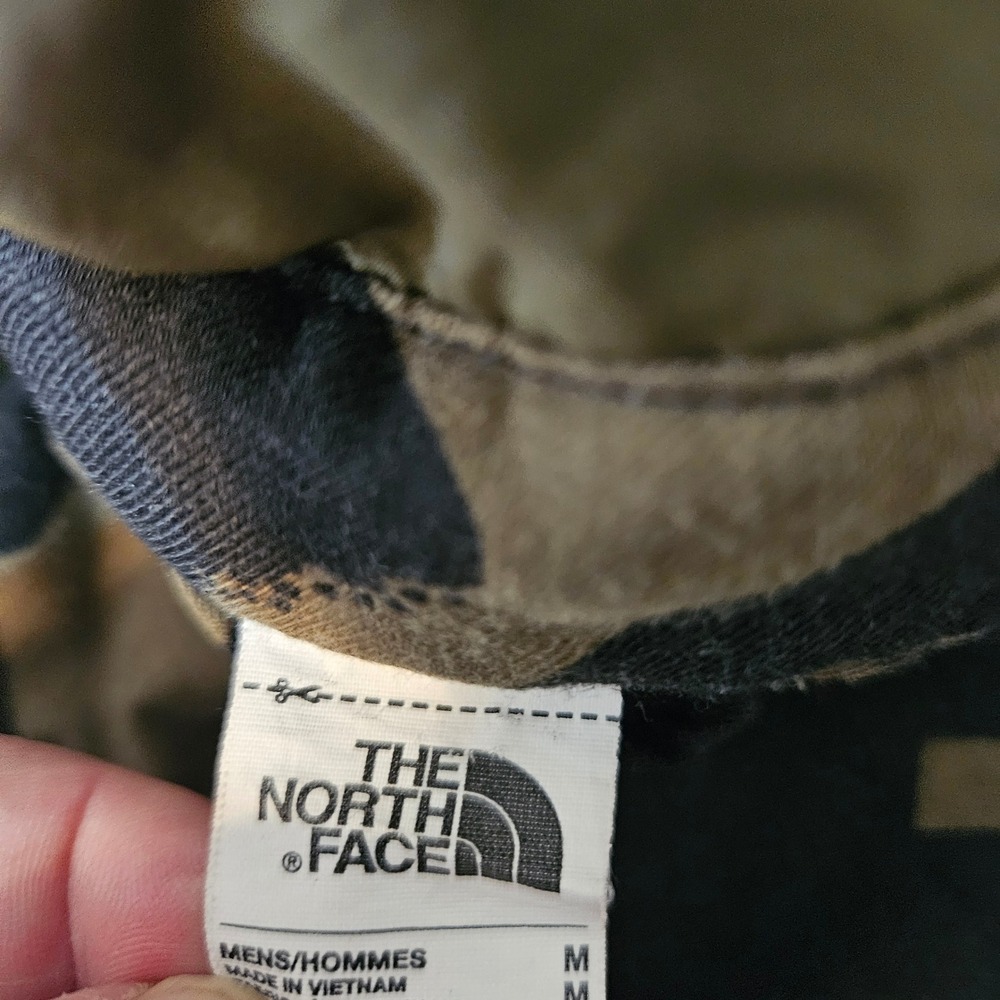 THE
NORTH
®FACE
MENS/HOMMES M
MADE IN VIETNAM M